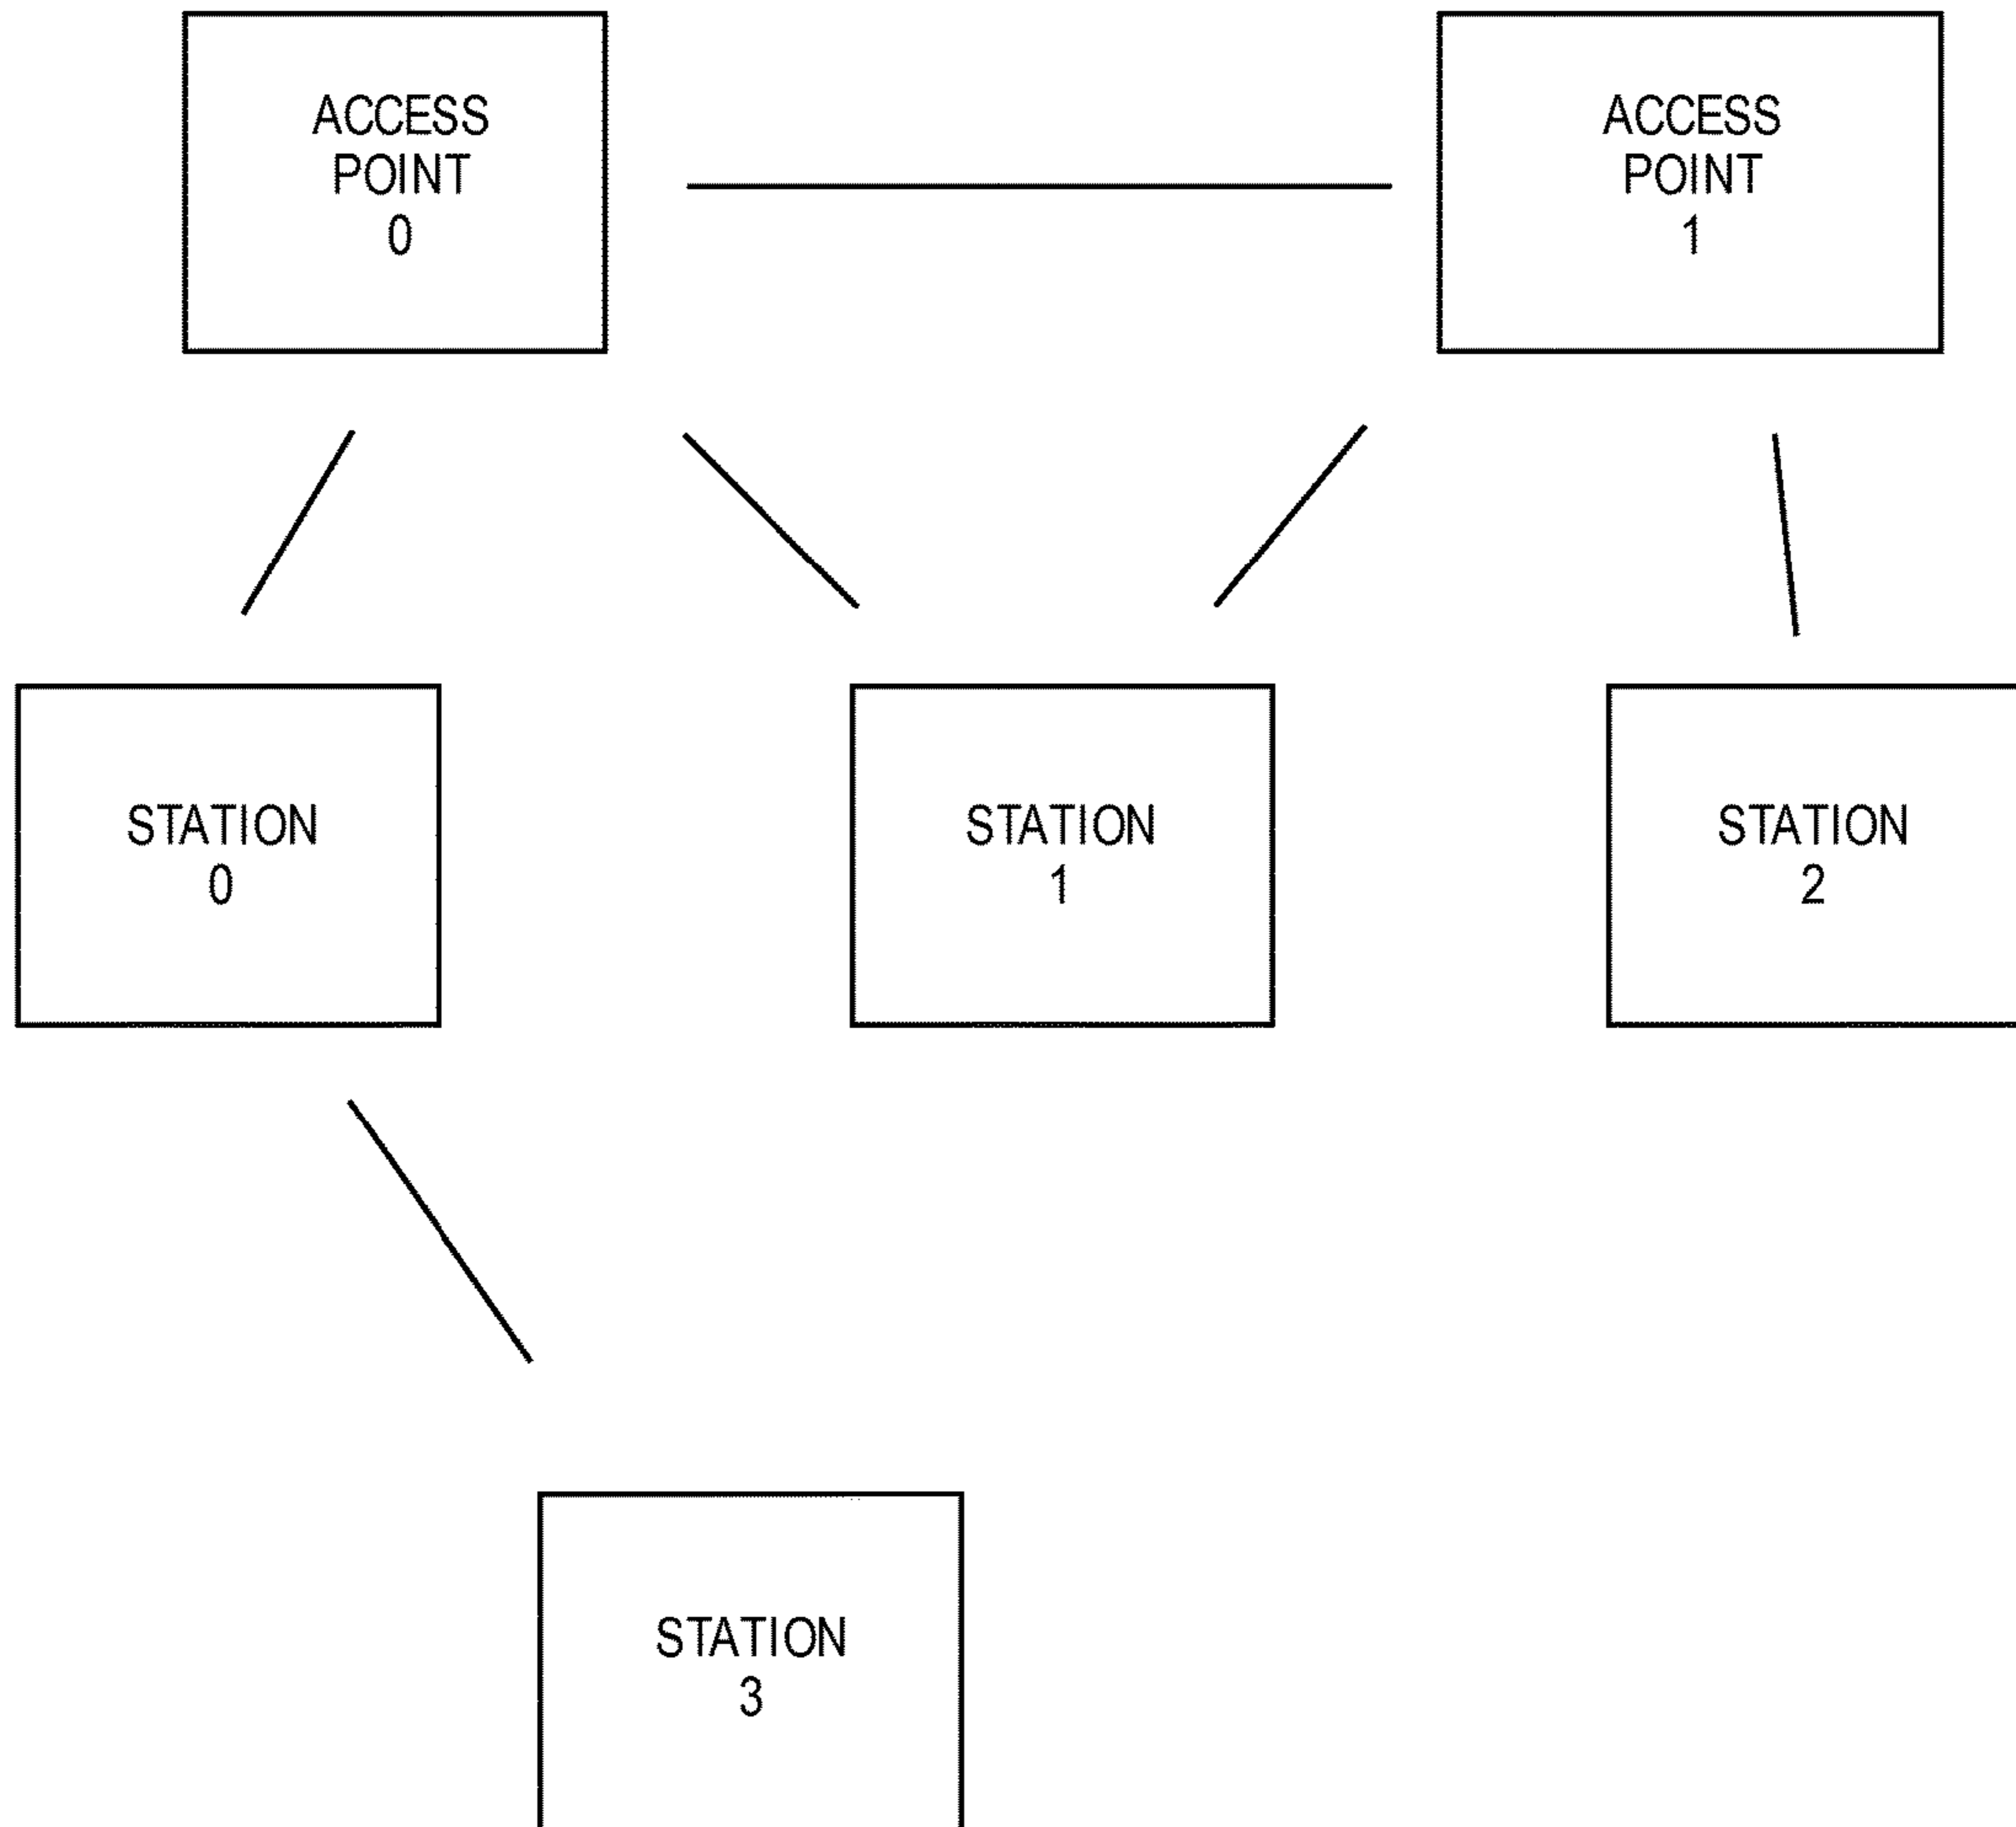 ACCESS
POINT
0
ACCESS
POINT
1
STATION
0
STATION
1
STATION
2
STATION
3